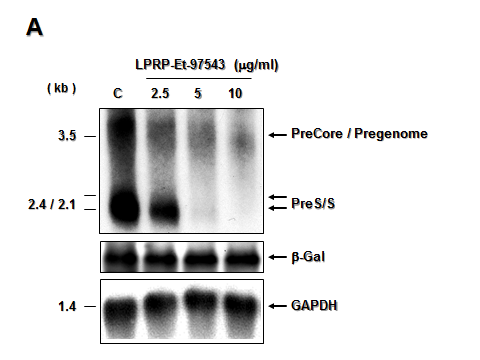 A
LPRP-Et-97543 (μg/ml)
( kb ) C 2.5 5 10
3.5 PreCore / Pregenome
2.4 / 2.1 PreS/S
β-Gal
1.4 GAPDH